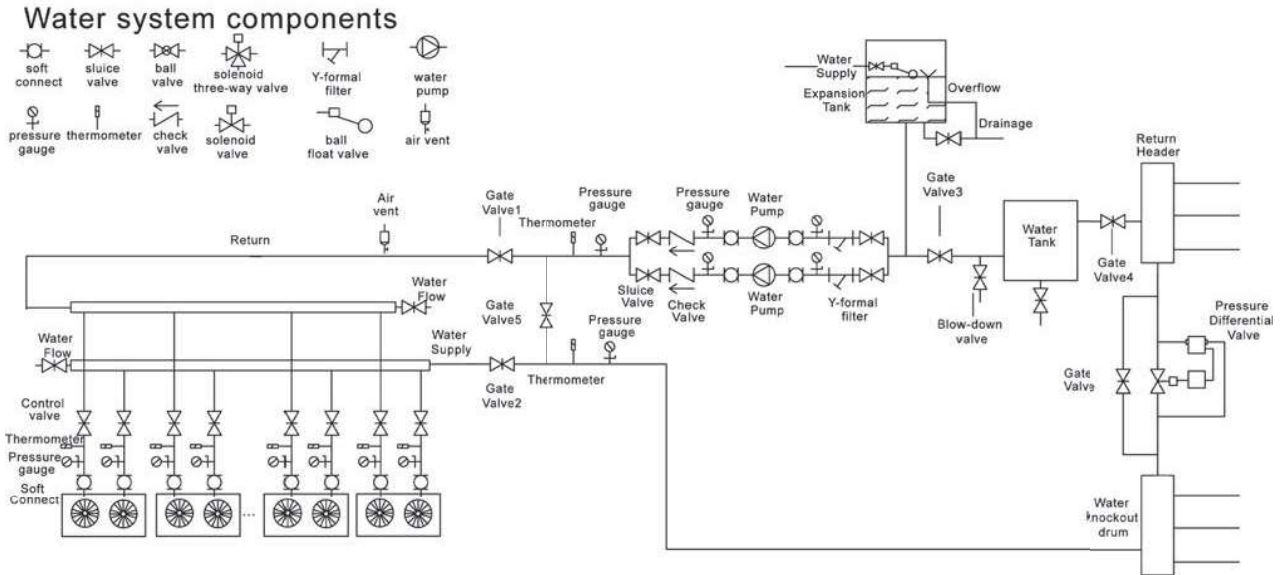 Water system components
soft
connect
sluice
valve
ball
valve
solenoid
three-way valve
Y-formal
filter
water
pump
pressure
gauge
thermometer
check
valve
solenoid
valve
ball
float valve
air vent
Water
Supply
Expansion
Tank
Overflow
Drainage
Return
Header
Gate
Valve3
Water
Tank
Gate
Valve4
Air
vent
Gate
Valve1
Thermometer
Pressure
gauge
Pressure
gauge
Water
Pump
Return
Water
Flow
Gate
Valve5
Sluice
Valve
Check
Valve
Water
Pump
Y-formal
filter
Blow-down
valve
Pressure
Differential
Valve
Water
Flow
Water
Supply
Gate
Valve2
Thermometer
Pressure
gauge
Gate
Valve
Control
valve
Thermometer
Pressure
gauge
Soft
Connect
...
Water
knockout
drum